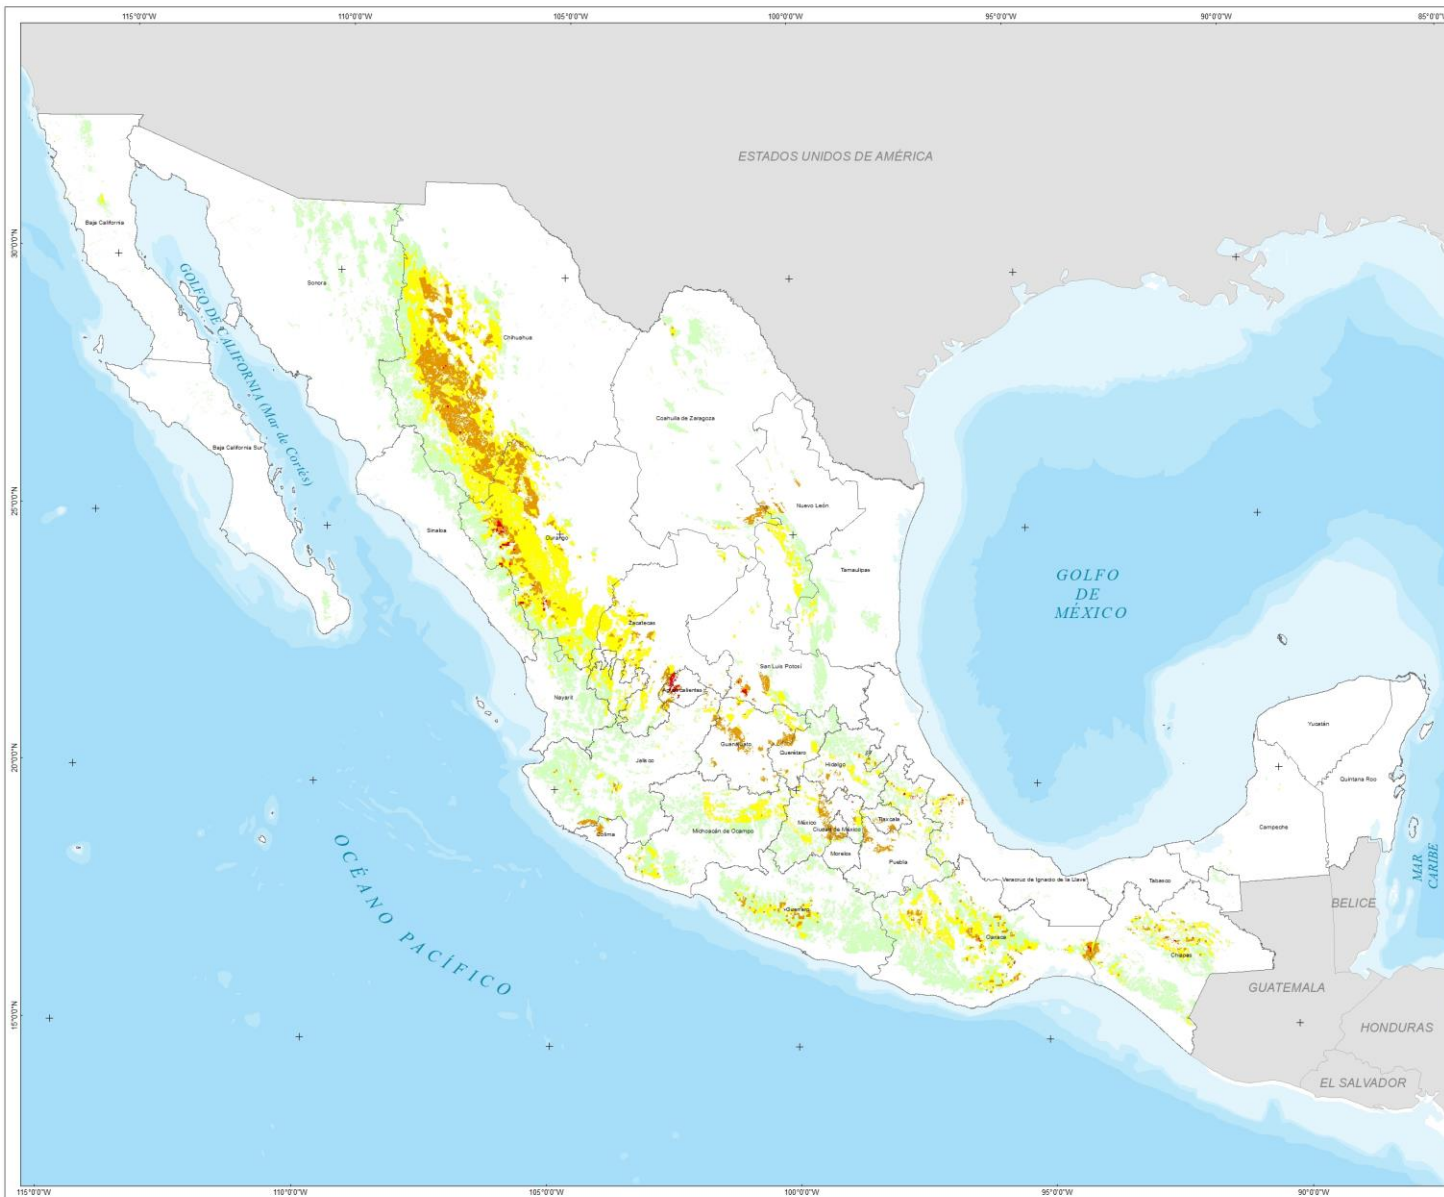 115°0'0"W 110°0'0"W 105°0'0"W 100°0'0"W 95°0'0"W 90°0'0"W 85°0'0"W
ESTADOS UNIDOS DE AMÉRICA
Baja California
30°0'0"N
GOLFO DE CALIFORNIA (Mar de Cortés)
Sonora
Chihuahua
Coahuila de Zaragoza
Baja California Sur
25°0'0"N
Nuevo León
Sinaloa
Durango
Tamaulipas
GOLFO
DE
MÉXICO
Zacatecas
San Luis Potosí
Aguascalientes
Nayarit
Yucatán
20°0'0"N
Guanajuato
Querétaro
Jalisco
Hidalgo
Quintana Roo
Michoacán de Ocampo
México
Tlaxcala
Ciudad de México
Colima
Campeche
Morelos
Puebla
MAR
CARIBE
Veracruz de Ignacio de la Llave
Tabasco
BELICE
Guerrero
OCÉANO PACÍFICO
Oaxaca
Chiapas
GUATEMALA
15°0'0"N
HONDURAS
EL SALVADOR
115°0'0"W 110°0'0"W 105°0'0"W 100°0'0"W 95°0'0"W 90°0'0"W